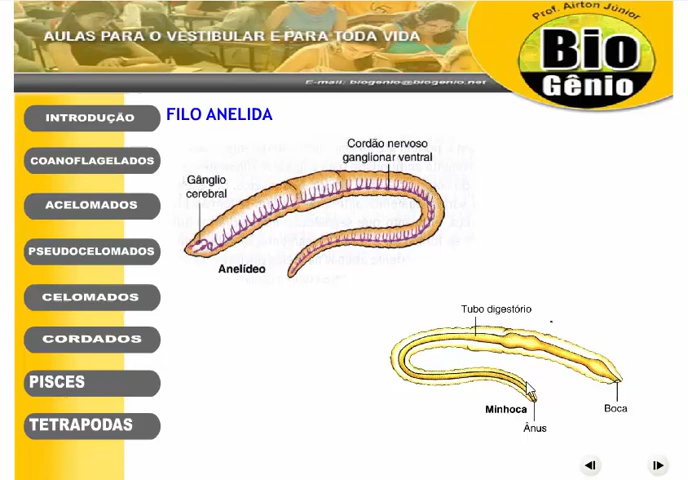 AULAS PARA O VESTIBULAR E PARA TODA VIDA
Prof. Airton Júnior
Bio
Gênio
E-mail: biogenio@biogenio.net
INTRODUÇÃO
COANOFLAGELADOS
ACELOMADOS
PSEUDOCELOMADOS
CELOMADOS
CORDADOS
PISCES
TETRAPODAS
FILO ANELIDA
Cordão nervoso
ganglionar ventral
Gânglio
cerebral
Anelídeo
Tubo digestório
Minhoca
Boca
Ânus